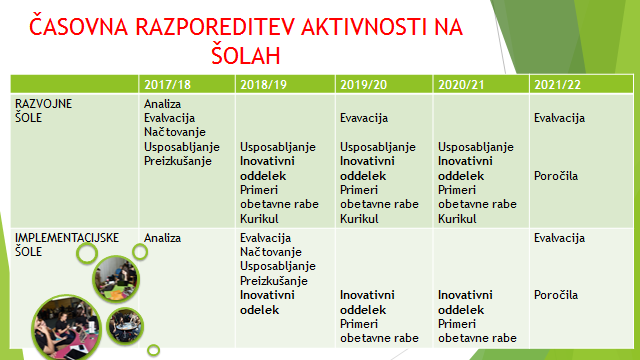 ČASOVNA RAZPOREDITEV AKTIVNOSTI NA
ŠOLAH
2017/18 2018/19 2019/20 2020/21 2021/22
RAZVOJNE
ŠOLE
Analiza
Evalvacija
Načtovanje
Usposabljanje
Preizkušanje
Usposabljanje
Inovativni
oddelek
Primeri
obetavne rabe
Kurikul
Evavacija
Usposabljanje
Inovativni
oddelek
Primeri
obetavne rabe
Kurikul
Usposabljanje
Inovativni
oddelek
Primeri
obetavne rabe
Kurikul
Evalvacija
Poročila
IMPLEMENTACIJSKE
ŠOLE
Analiza
Evalvacija
Načtovanje
Usposabljanje
Preizkušanje
Inovativni
odelek
Inovativni
oddelek
Primeri
obetavne rabe
Inovativni
oddelek
Primeri
obetavne rabe
Evalvacija
Poročila